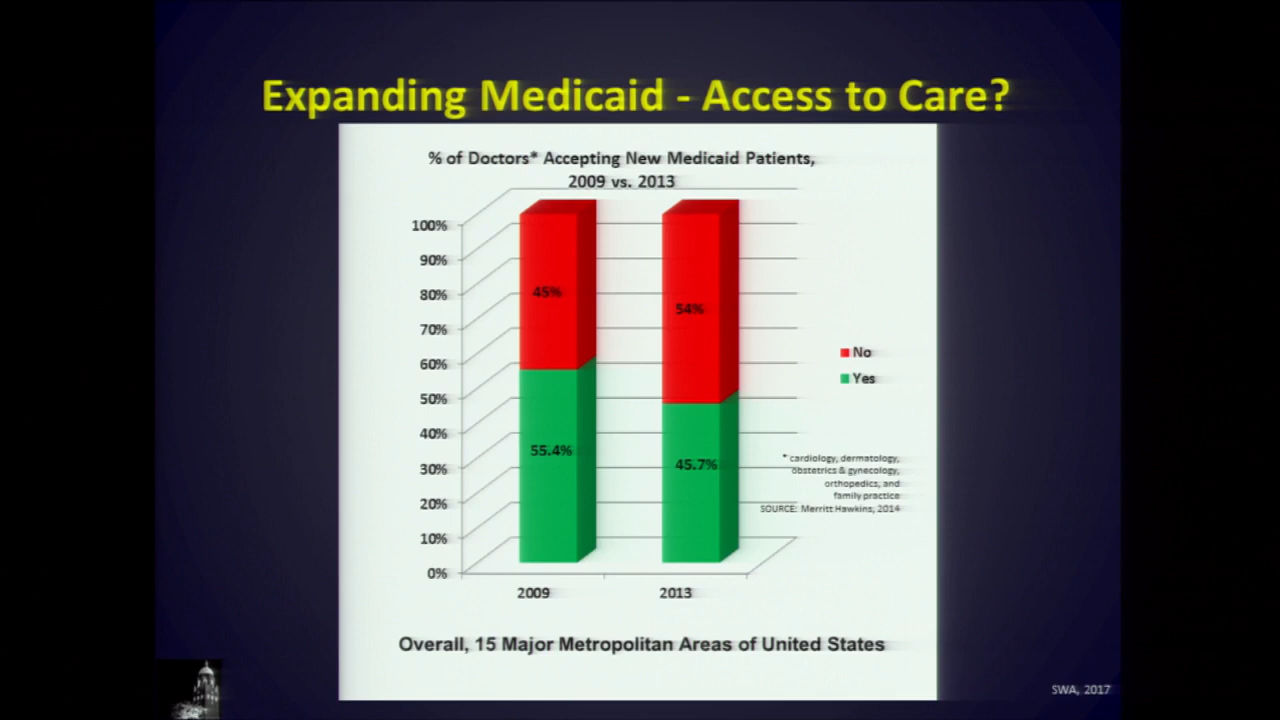 Expanding Medicaid - Access to Care?
% of Doctors* Accepting New Medicaid Patients,
2009 vs. 2013
100%
90%
80%
70%
60%
50%
40%
30%
20%
10%
0%
45%
54%
55.4%
45.7%
No
Yes
* cardiology, dermatology,
obstetrics & gynecology,
orthopedics, and
family practice
SOURCE: Merritt Hawkins, 2014
2009
2013
Overall, 15 Major Metropolitan Areas of United States
SWA, 2017